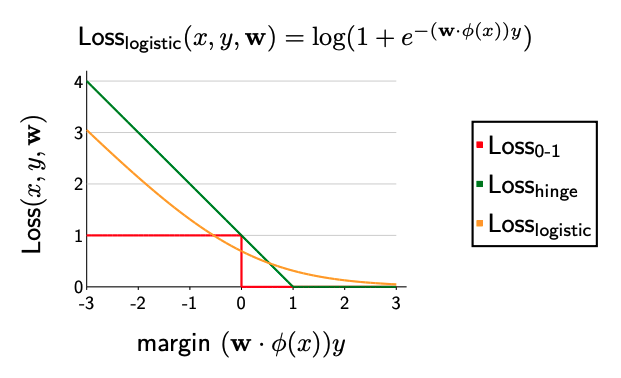 Loss_logistic(x, y, w) = log(1 + e^{−(w·ϕ(x))y})
4
3
2
1
0
-3 -2 -1 0 1 2 3
Loss(x, y, w)
margin (w · ϕ(x))y
Loss_0-1
Loss_hinge
Loss_logistic